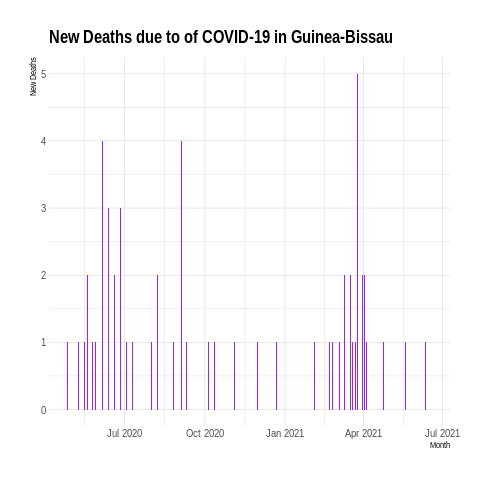 New Deaths due to of COVID-19 in Guinea-Bissau
New Deaths
5
4
3
2
1
0
Jul 2020 Oct 2020 Jan 2021 Apr 2021 Jul 2021
Month